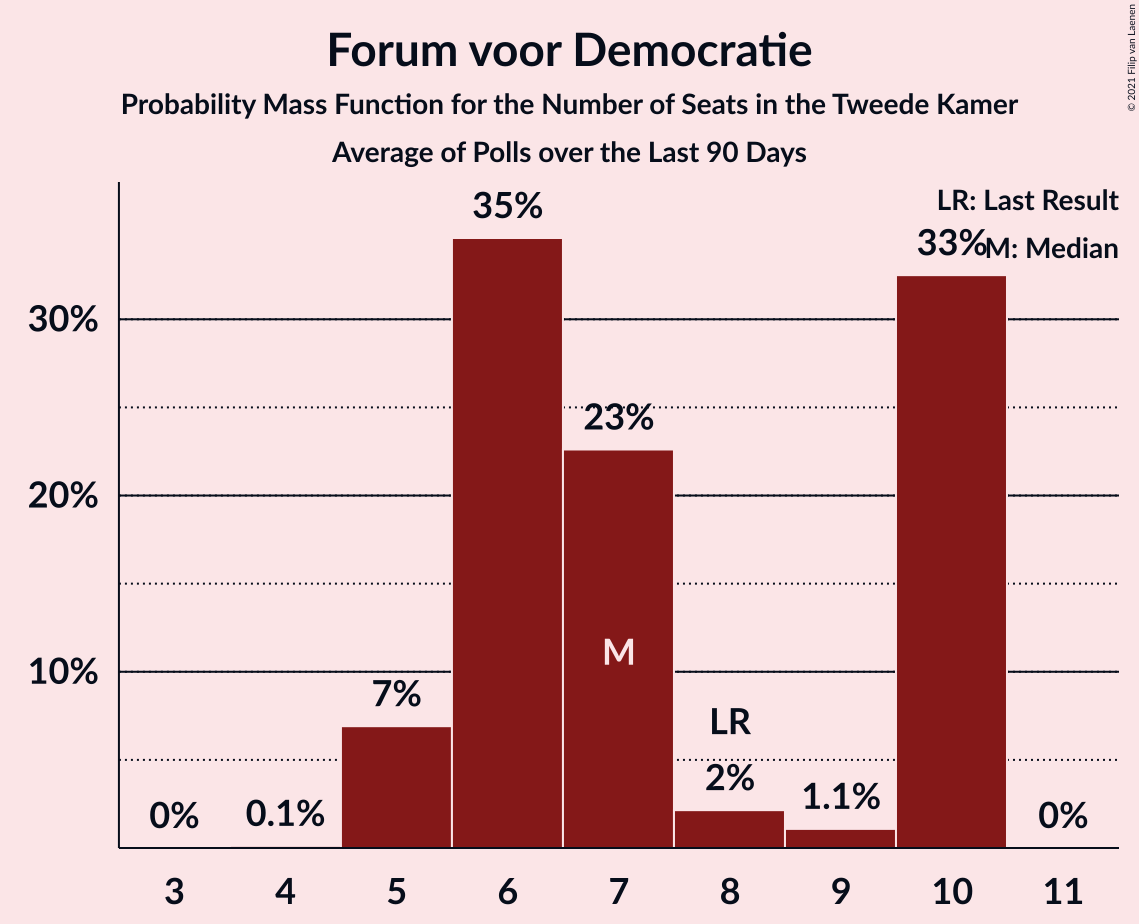 Forum voor Democratie
Probability Mass Function for the Number of Seats in the Tweede Kamer
Average of Polls over the Last 90 Days
© 2021 Filip van Laenen
LR: Last Result
M: Median
35%
33%
30%
23%
20%
M
10%
7%
LR
2%
1.1%
0%
0.1%
0%
3 4 5 6 7 8 9 10 11